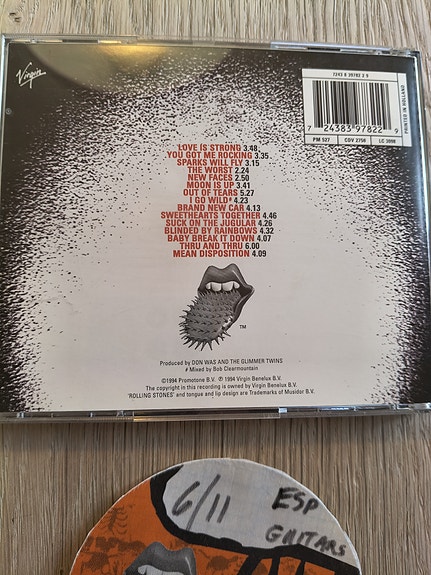 Virgin
7243 8 39782 2 9
7 24383 97822 9
PM 527 CDV 2750 LC 3098
PRINTED IN HOLLAND
LOVE IS STRONG 3.48
YOU GOT ME ROCKING 3.35
SPARKS WILL FLY 3.15
THE WORST 2.24
NEW FACES 2.50
MOON IS UP 3.41
OUT OF TEARS 5.27
I GO WILD# 4.23
BRAND NEW CAR 4.13
SWEETHEARTS TOGETHER 4.46
SUCK ON THE JUGULAR 4.26
BLINDED BY RAINBOWS 4.32
BABY BREAK IT DOWN 4.07
THRU AND THRU 6.00
MEAN DISPOSITION 4.09
TM
Produced by DON WAS AND THE GLIMMER TWINS
# Mixed by Bob Clearmountain
©1994 Promotone B.V. ℗ 1994 Virgin Benelux B.V.
The copyright in this recording is owned by Virgin Benelux B.V.
'ROLLING STONES' and tongue and lip design are Trademarks of Musidor B.V.
6/11 ESP
GUITARS